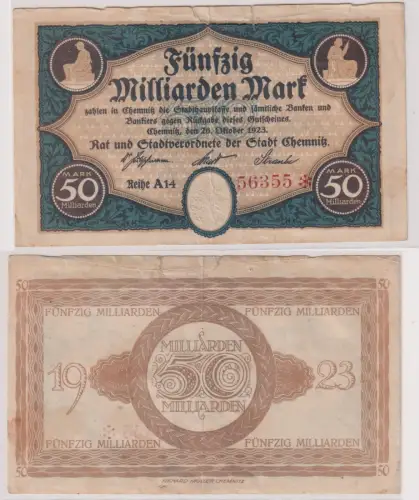 Fünfzig
Milliarden Mark
zahlen in Chemnitz die Stadthauptkasse und sämtliche Banken und
Bankiers gegen Rückgabe dieses Gutscheines.
Chemnitz, den 20. Oktober 1923.
Rat und Stadtverordnete der Stadt Chemnitz.
MARK
50
Milliarden
Reihe A14
56355 *
MARK
50
Milliarden
50
50
FÜNFZIG MILLIARDEN
FÜNFZIG MILLIARDEN
MILLIARDEN
19
50
23
MILLIARDEN
FÜNFZIG MILLIARDEN
FÜNFZIG MILLIARDEN
50
50